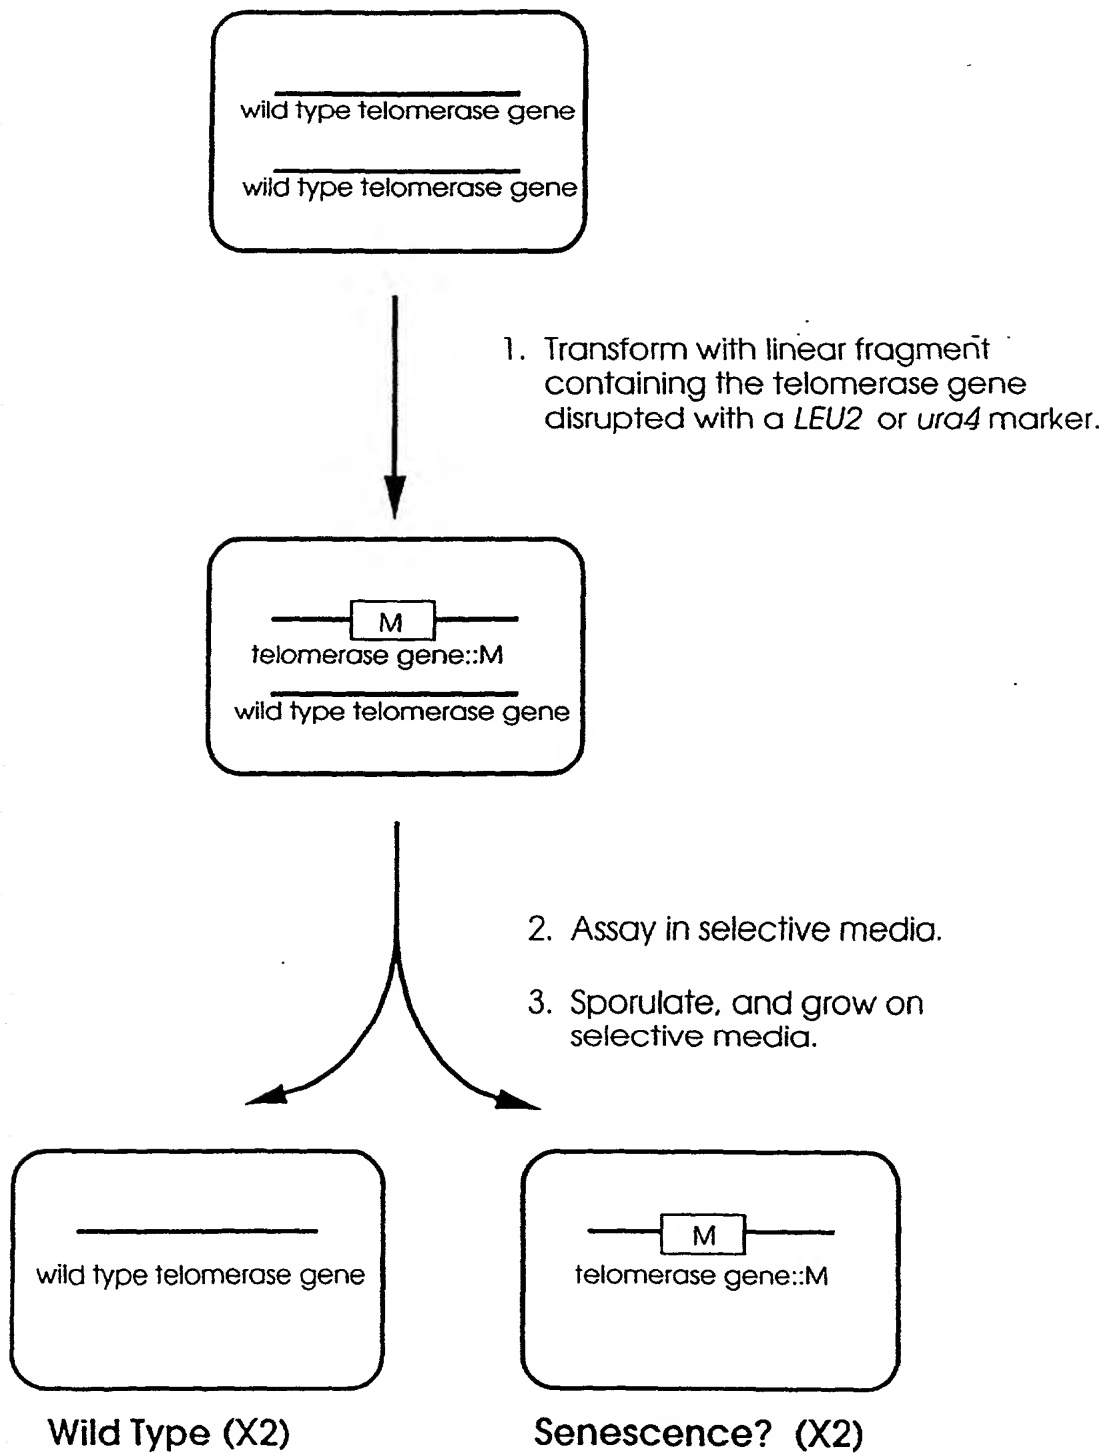 wild type telomerase gene
wild type telomerase gene
1. Transform with linear fragment
containing the telomerase gene
disrupted with a LEU2 or ura4 marker.
M
telomerase gene::M
wild type telomerase gene
2. Assay in selective media.
3. Sporulate, and grow on
selective media.
wild type telomerase gene
M
telomerase gene::M
Wild Type (X2)
Senescence? (X2)